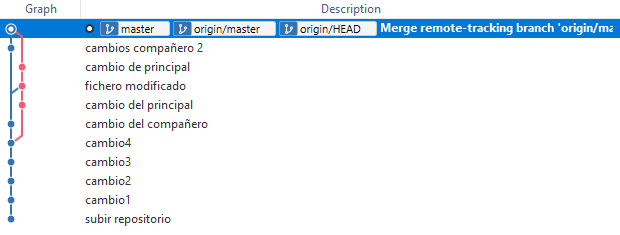 Graph Description
master origin/master origin/HEAD Merge remote-tracking branch 'origin/ma
cambios compañero 2
cambio de principal
fichero modificado
cambio del principal
cambio del compañero
cambio4
cambio3
cambio2
cambio1
subir repositorio